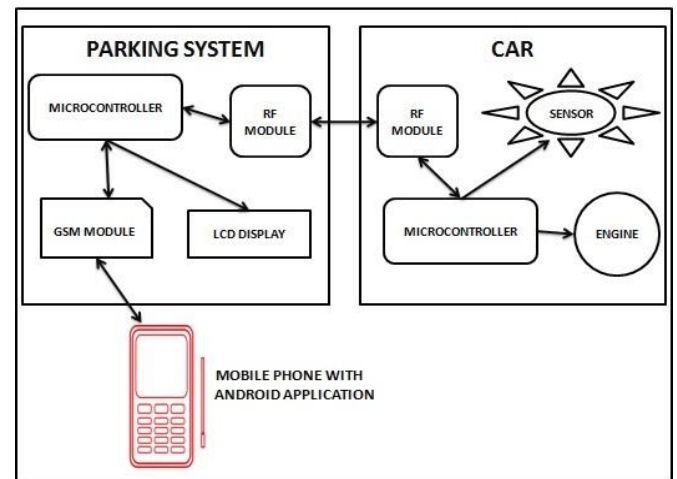 PARKING SYSTEM
MICROCONTROLLER
RF
MODULE
GSM MODULE
LCD DISPLAY
CAR
RF
MODULE
SENSOR
MICROCONTROLLER
ENGINE
MOBILE PHONE WITH
ANDROID APPLICATION